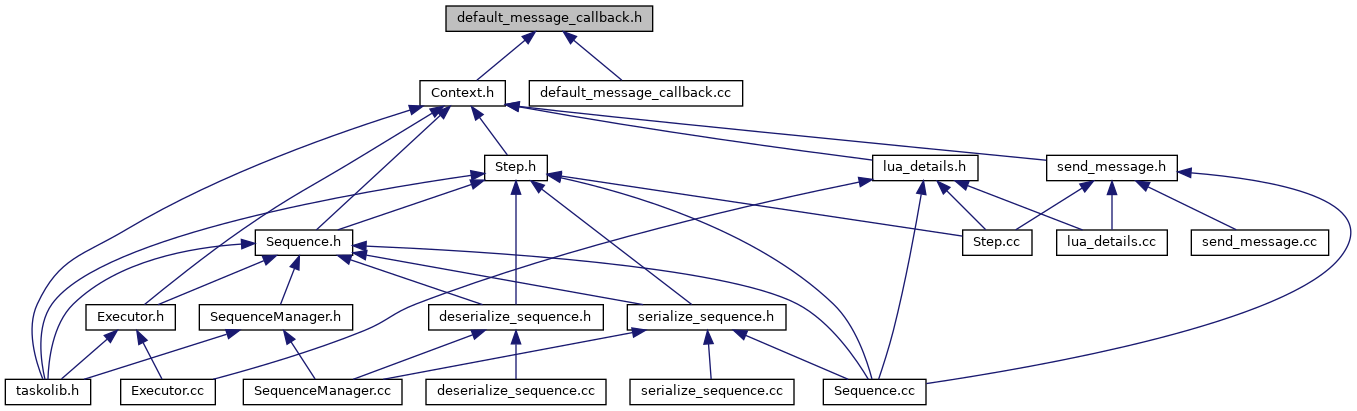 default_message_callback.h
Context.h
default_message_callback.cc
Step.h
lua_details.h
send_message.h
Sequence.h
Step.cc
lua_details.cc
send_message.cc
Executor.h
SequenceManager.h
deserialize_sequence.h
serialize_sequence.h
taskolib.h
Executor.cc
SequenceManager.cc
deserialize_sequence.cc
serialize_sequence.cc
Sequence.cc